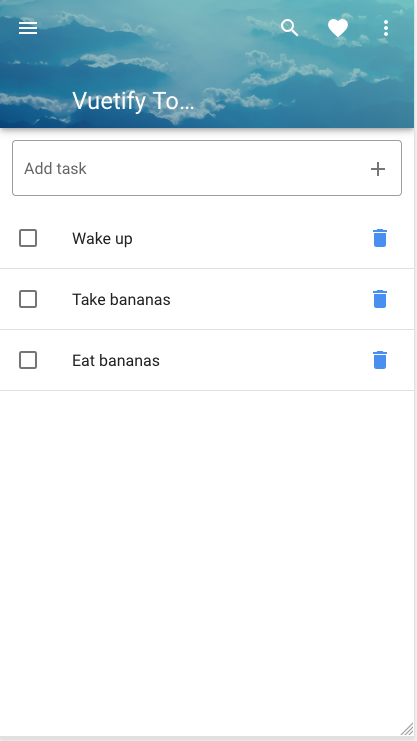 Vuetify To...
Add task
Wake up
Take bananas
Eat bananas